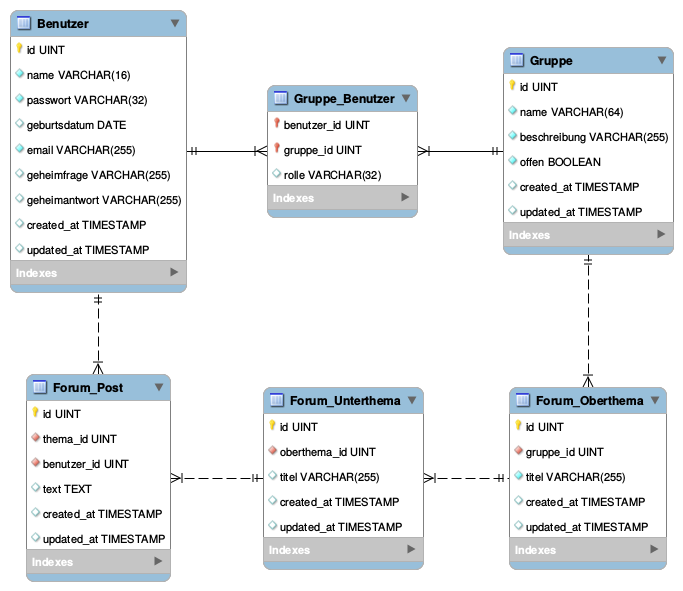 Benutzer
id UINT
name VARCHAR(16)
passwort VARCHAR(32)
geburtsdatum DATE
email VARCHAR(255)
geheimfrage VARCHAR(255)
geheimantwort VARCHAR(255)
created_at TIMESTAMP
updated_at TIMESTAMP
Indexes
Gruppe_Benutzer
benutzer_id UINT
gruppe_id UINT
rolle VARCHAR(32)
Indexes
Gruppe
id UINT
name VARCHAR(64)
beschreibung VARCHAR(255)
offen BOOLEAN
created_at TIMESTAMP
updated_at TIMESTAMP
Indexes
Forum_Post
id UINT
thema_id UINT
benutzer_id UINT
text TEXT
created_at TIMESTAMP
updated_at TIMESTAMP
Indexes
Forum_Unterthema
id UINT
oberthema_id UINT
titel VARCHAR(255)
created_at TIMESTAMP
updated_at TIMESTAMP
Indexes
Forum_Oberthema
id UINT
gruppe_id UINT
titel VARCHAR(255)
created_at TIMESTAMP
updated_at TIMESTAMP
Indexes